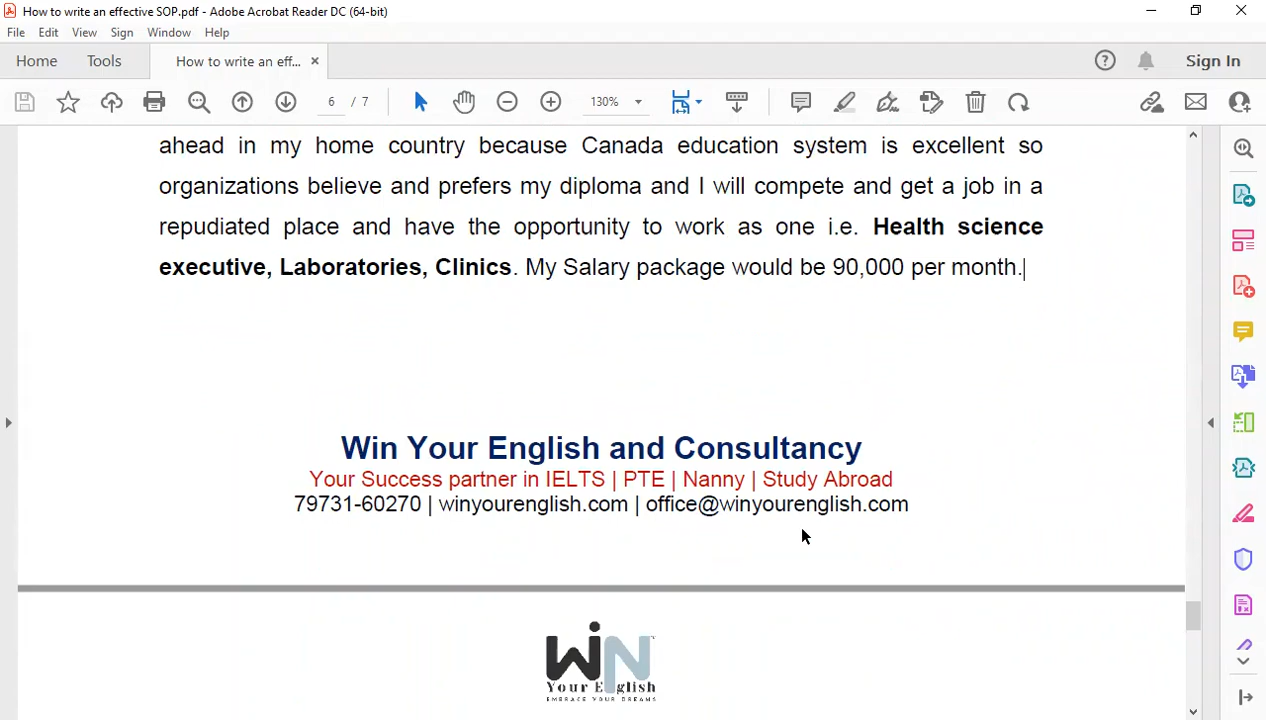 How to write an effective SOP.pdf - Adobe Acrobat Reader DC (64-bit)
File Edit View Sign Window Help
Home Tools How to write an eff... × Sign In
6 / 7 130%
ahead in my home country because Canada education system is excellent so
organizations believe and prefers my diploma and I will compete and get a job in a
repudiated place and have the opportunity to work as one i.e. Health science
executive, Laboratories, Clinics. My Salary package would be 90,000 per month.
Win Your English and Consultancy
Your Success partner in IELTS | PTE | Nanny | Study Abroad
79731-60270 | winyourenglish.com | office@winyourenglish.com
WiN
Your English
EMBRACE YOUR DREAMS